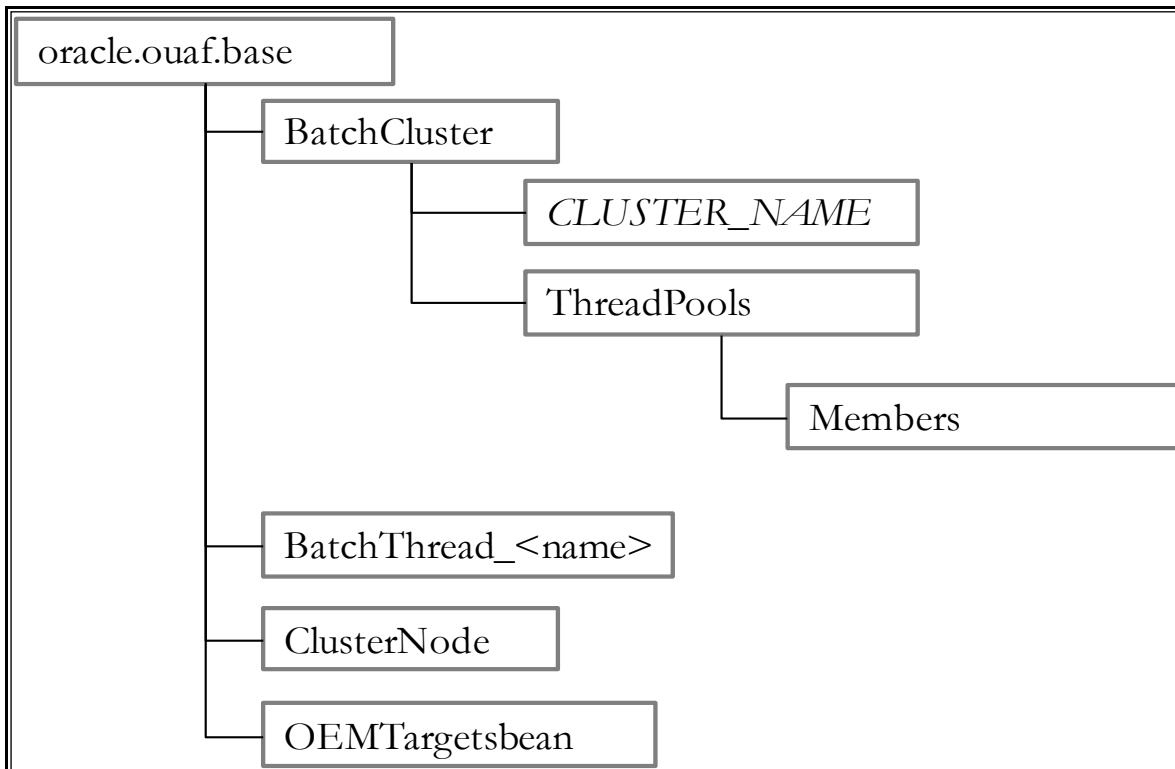 oracle.ouaf.base
BatchCluster
CLUSTER_NAME
ThreadPools
Members
BatchThread_<name>
ClusterNode
OEMTargetsbean